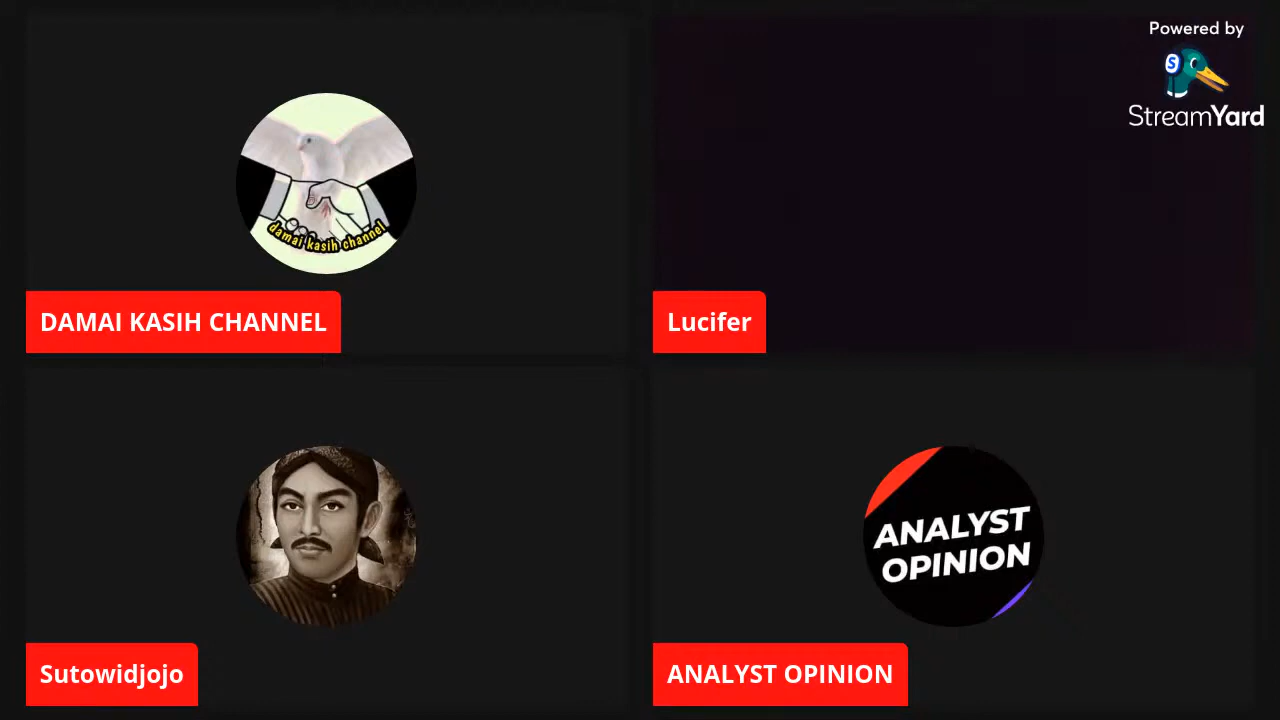 Powered by
StreamYard
damai kasih channel
DAMAI KASIH CHANNEL
Lucifer
ANALYST
OPINION
Sutowidjojo
ANALYST OPINION